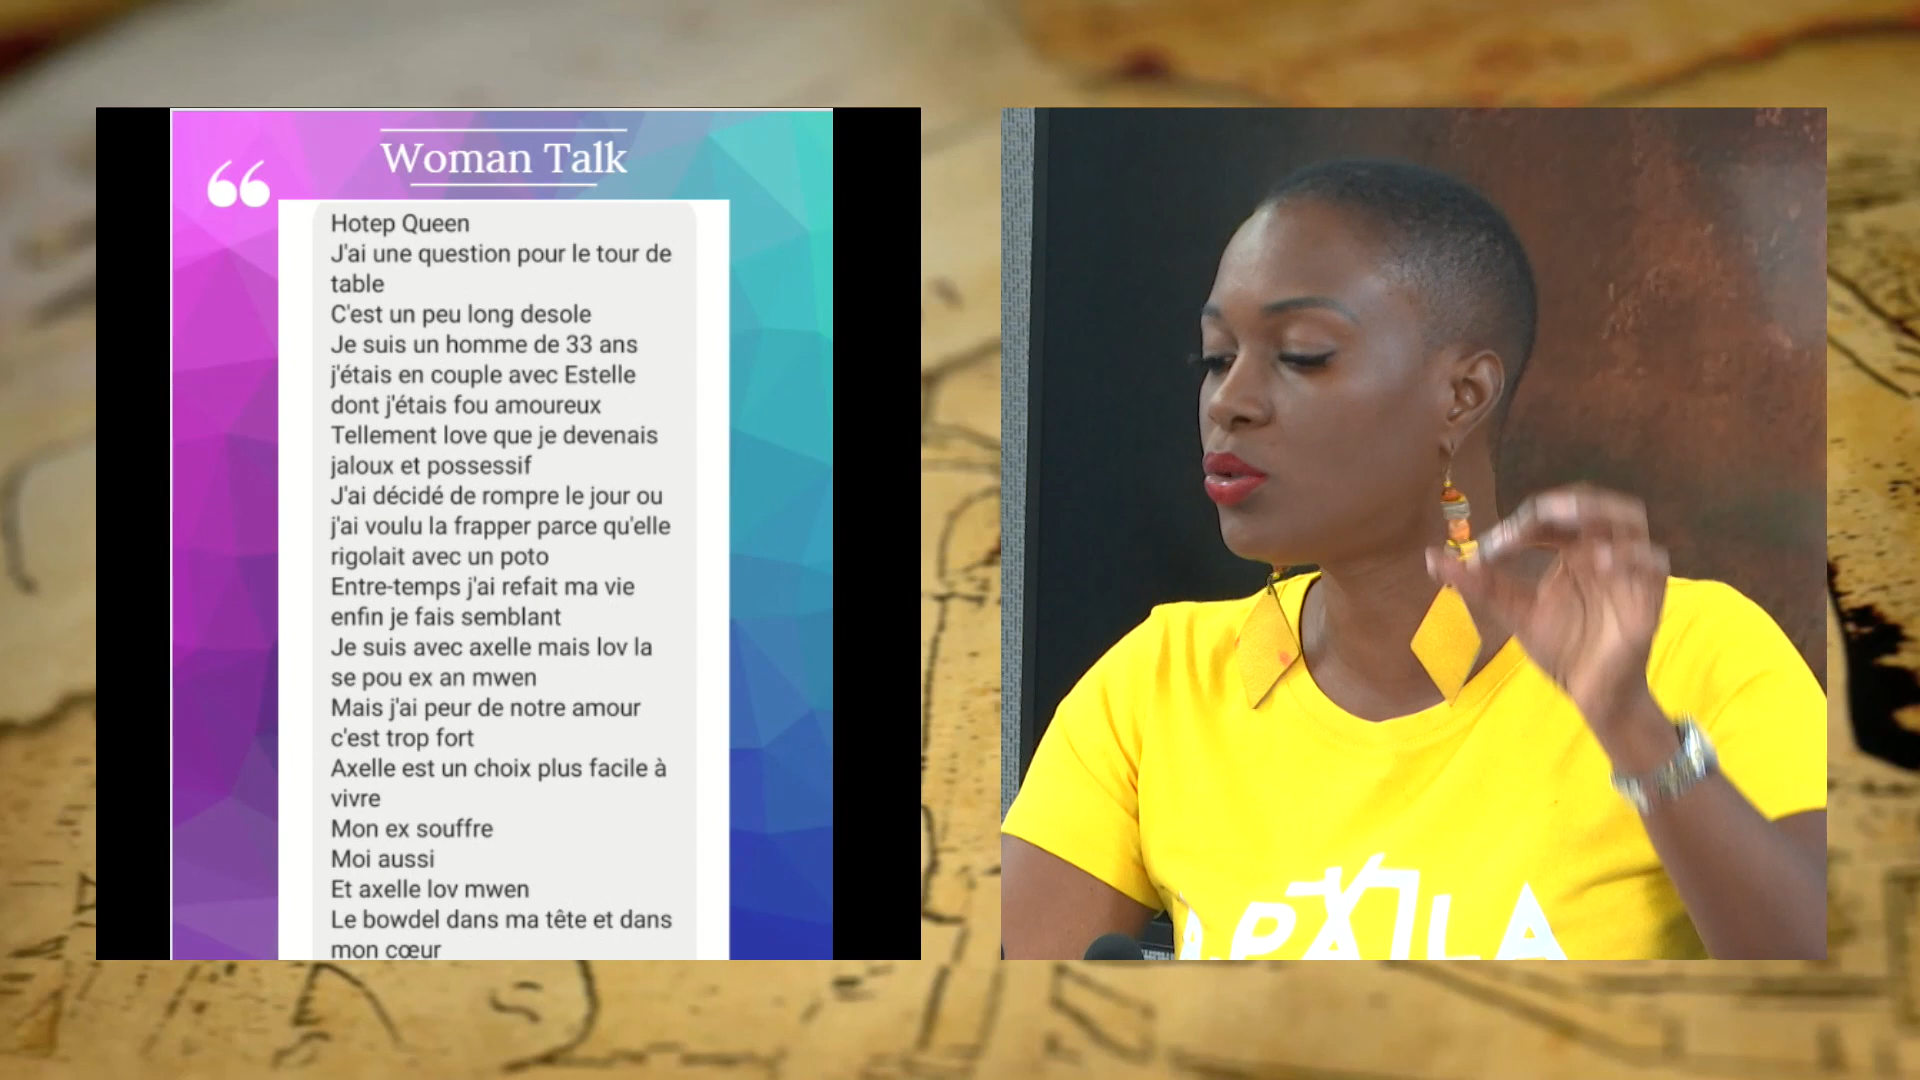 Woman Talk
Hotep Queen
J'ai une question pour le tour de
table
C'est un peu long desole
Je suis un homme de 33 ans
j'étais en couple avec Estelle
dont j'étais fou amoureux
Tellement love que je devenais
jaloux et possessif
J'ai décidé de rompre le jour ou
j'ai voulu la frapper parce qu'elle
rigolait avec un poto
Entre-temps j'ai refait ma vie
enfin je fais semblant
Je suis avec axelle mais lov la
se pou ex an mwen
Mais j'ai peur de notre amour
c'est trop fort
Axelle est un choix plus facile à
vivre
Mon ex souffre
Moi aussi
Et axelle lov mwen
Le bowdel dans ma tête et dans
mon cœur